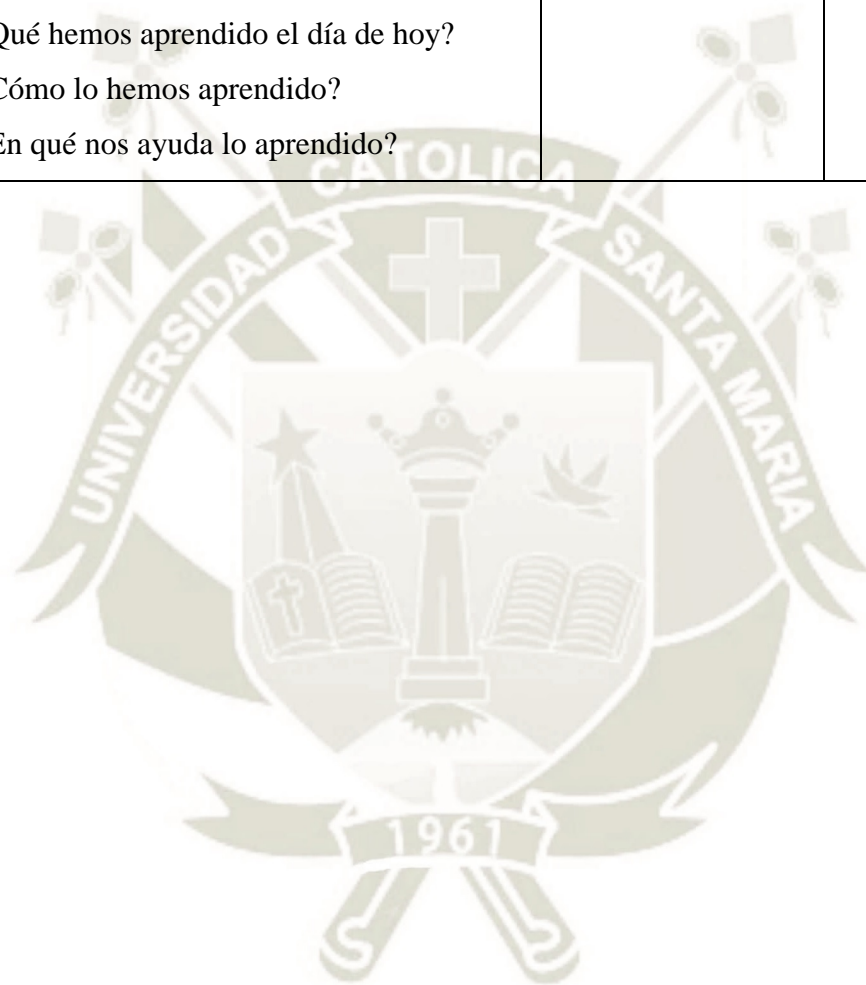 Qué hemos aprendido el día de hoy?
Cómo lo hemos aprendido?
En qué nos ayuda lo aprendido?
UNIVERSIDAD CATOLICA SANTA MARIA
1961